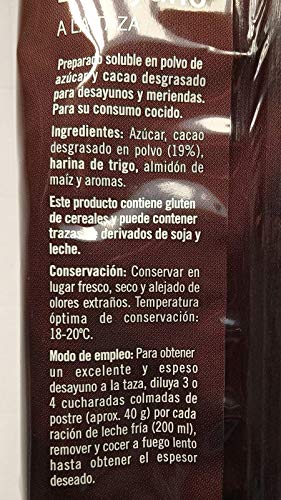 A LA TAZA
Preparado soluble en polvo de
azúcar y cacao desgrasado
para desayunos y meriendas.
Para su consumo cocido.
Ingredientes: Azúcar, cacao
desgrasado en polvo (19%),
harina de trigo, almidón de
maíz y aromas.
Este producto contiene gluten
de cereales y puede contener
trazas de derivados de soja y
leche.
Conservación: Conservar en
lugar fresco, seco y alejado de
olores extraños. Temperatura
óptima de conservación:
18-20°C.
Modo de empleo: Para obtener
un excelente y espeso
desayuno a la taza, diluya 3 o
4 cucharadas colmadas de
postre (aprox. 40 g) por cada
ración de leche fría (200 ml),
remover y cocer a fuego lento
hasta obtener el espesor
deseado.